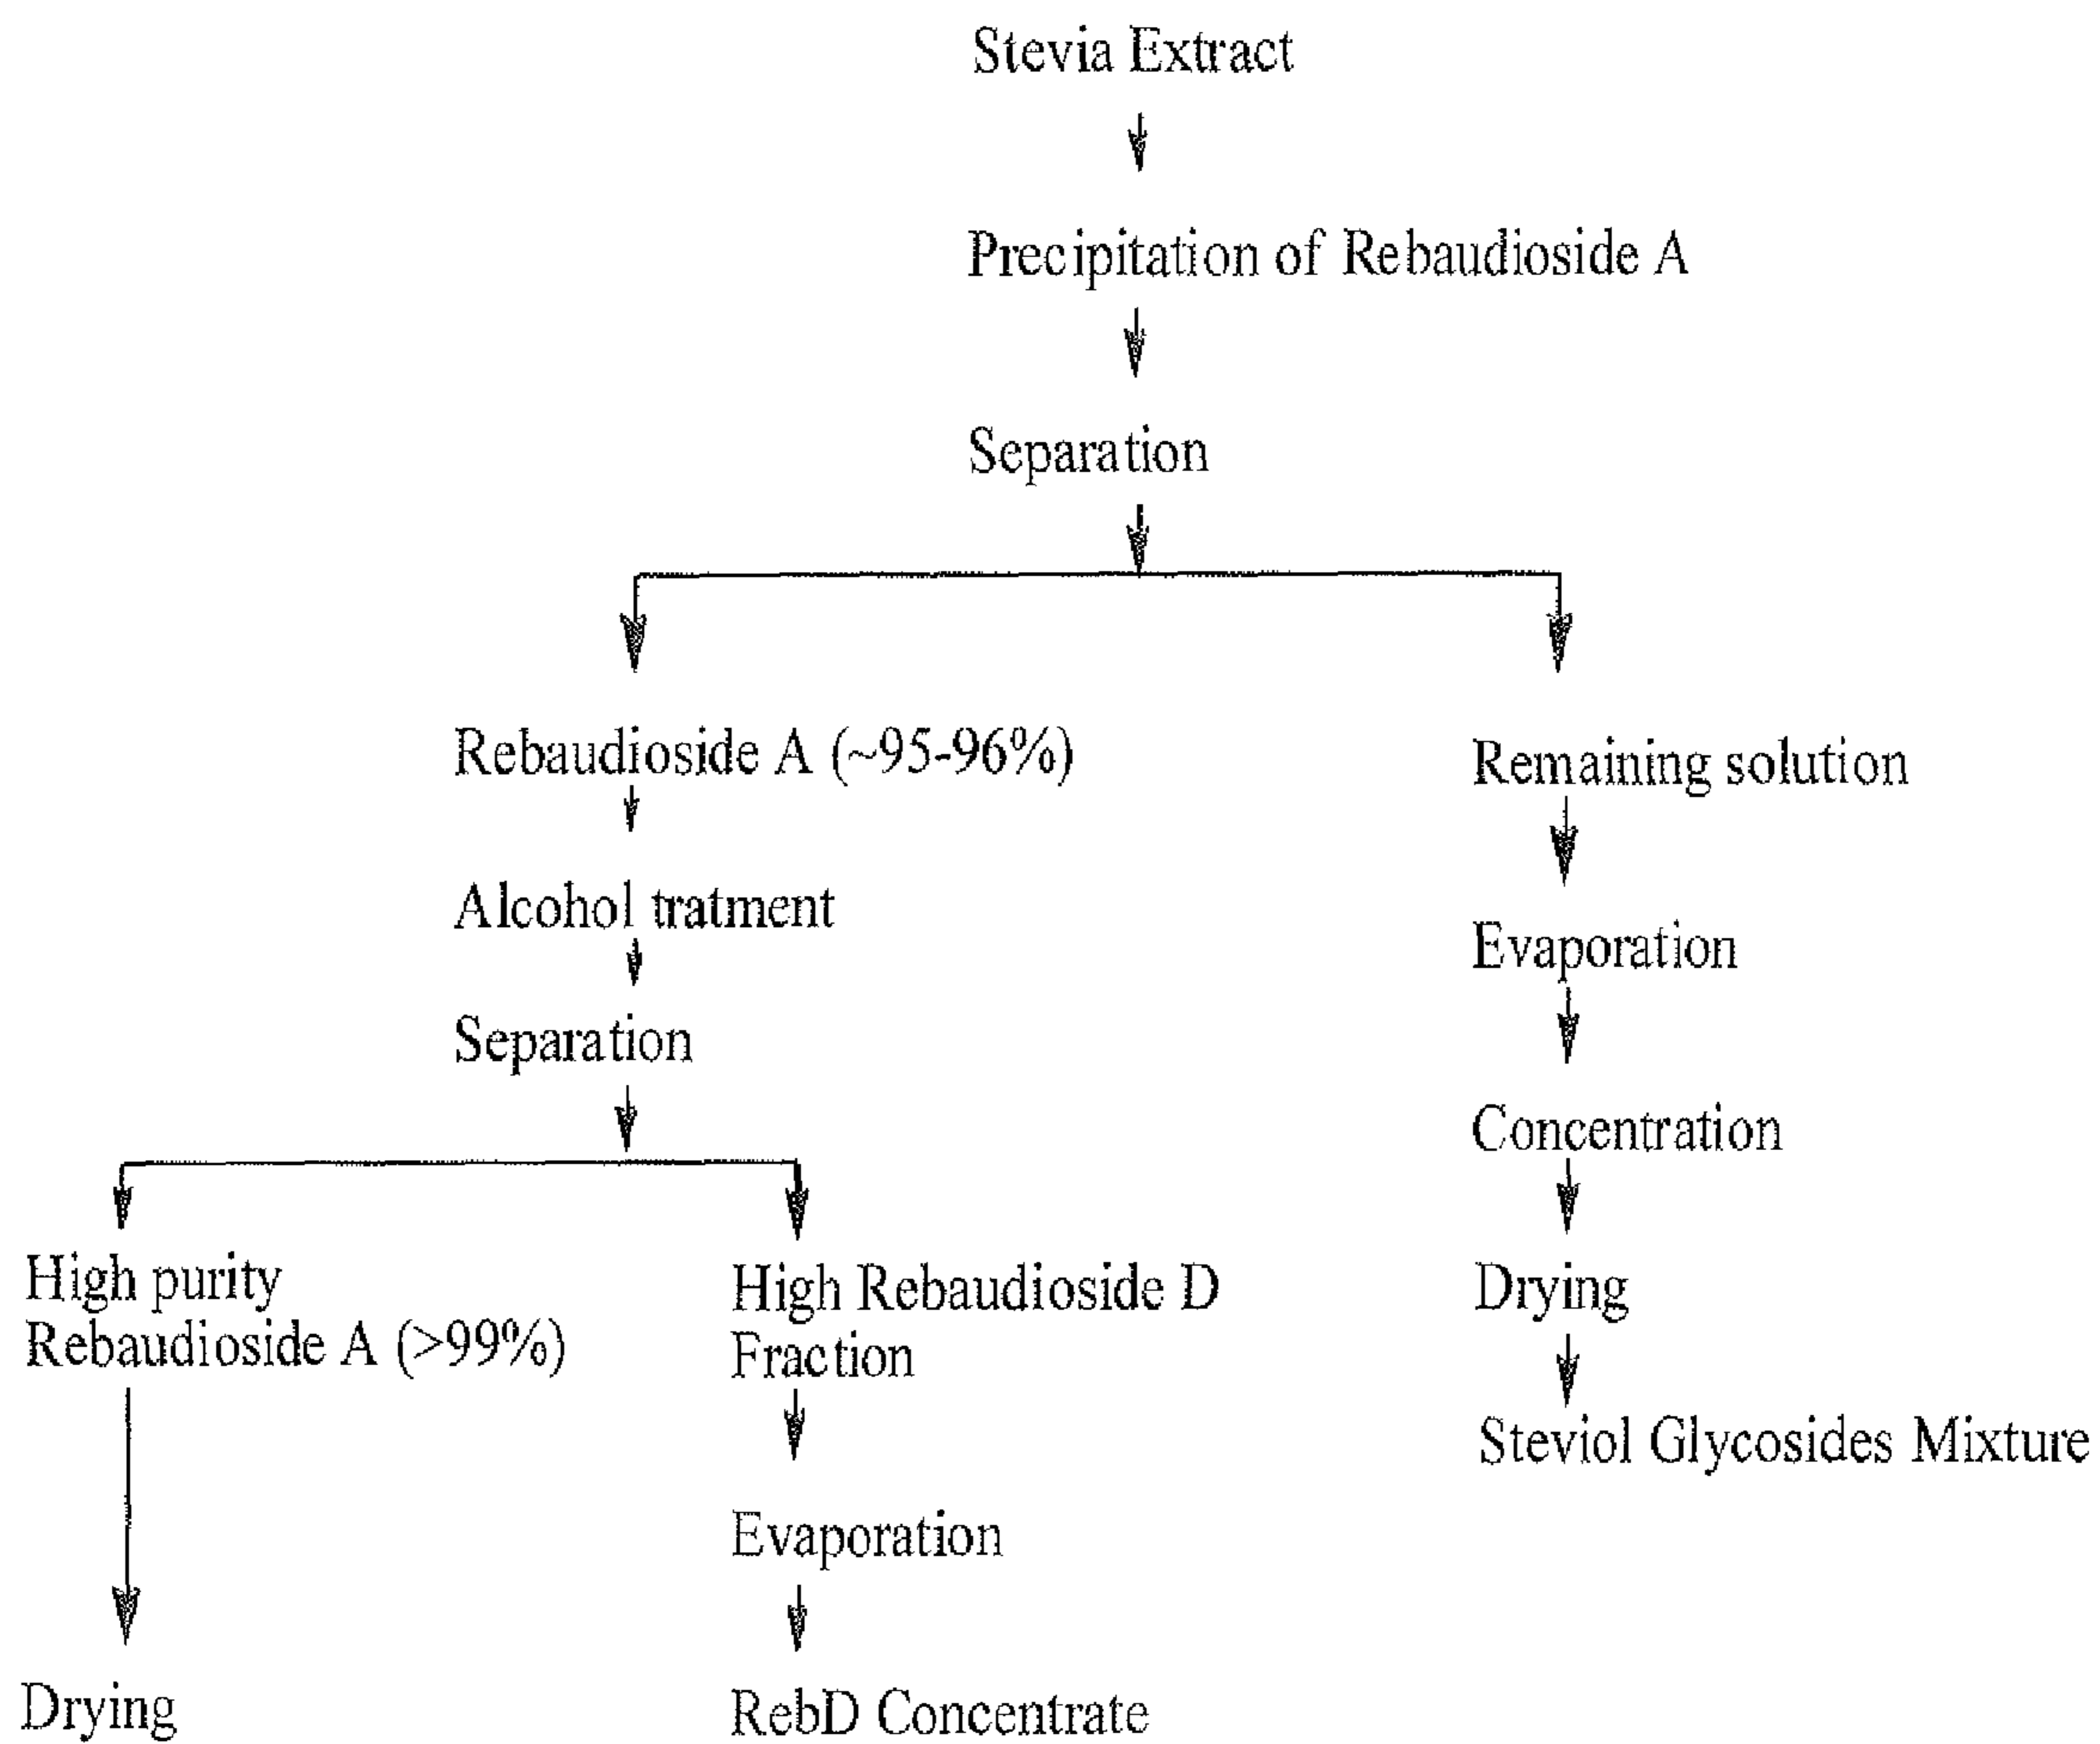 Stevia Extract
Precipitation of Rebaudioside A
Separation
Rebaudioside A (~95-96%)
Alcohol tratment
Separation
High purity
Rebaudioside A (>99%)
Drying
High Rebaudioside D
Fraction
Evaporation
RebD Concentrate
Remaining solution
Evaporation
Concentration
Drying
Steviol Glycosides Mixture